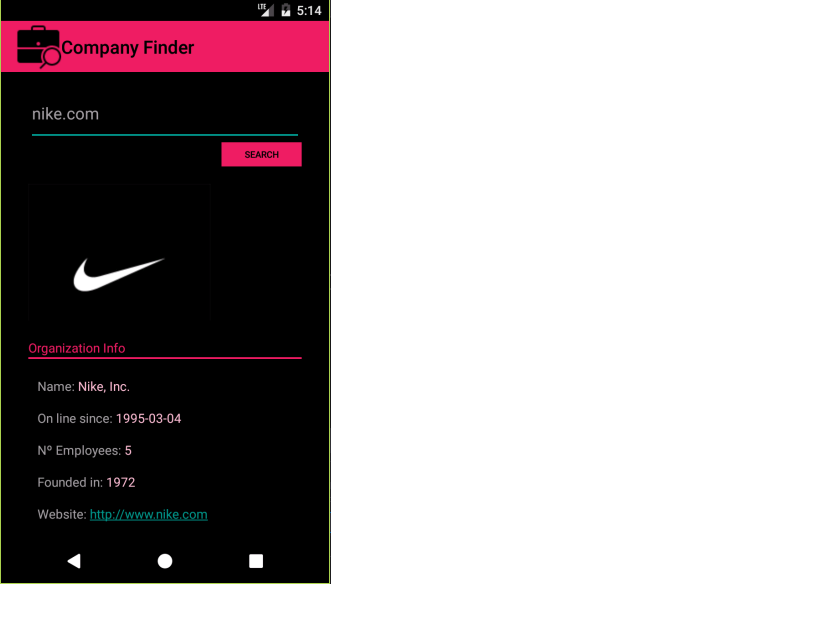 LTE 5:14
Company Finder
nike.com
SEARCH
Organization Info
Name: Nike, Inc.
On line since: 1995-03-04
Nº Employees: 5
Founded in: 1972
Website: http://www.nike.com